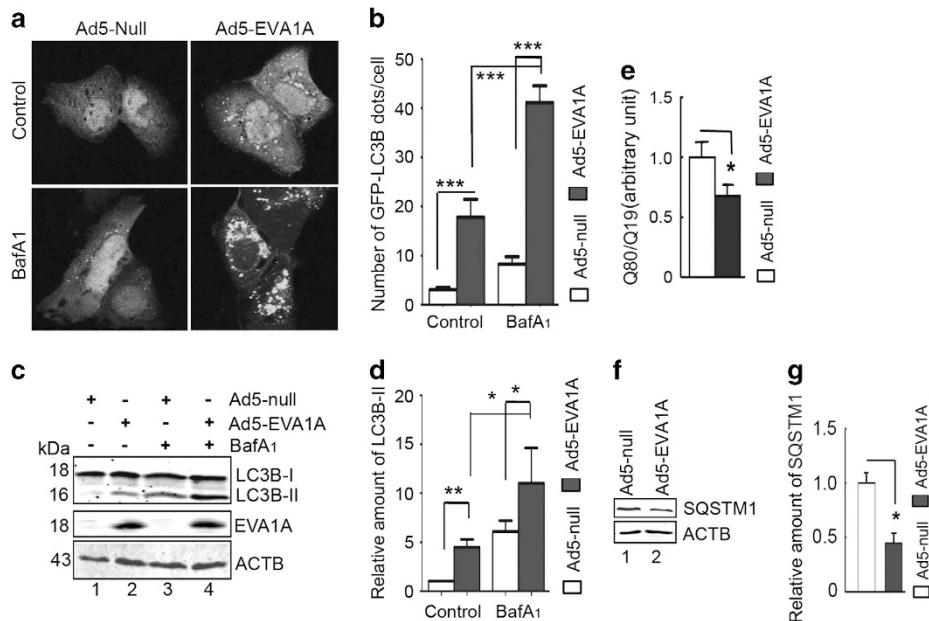 a
Ad5-Null Ad5-EVA1A
Control
BafA1
b
Number of GFP-LC3B dots/cell
50
40
30
20
10
0
***
***
***
Control BafA1
Ad5-null Ad5-EVA1A
e
Q80/Q19(arbitrary unit)
1.5
1.0
0.5
0
*
Ad5-null Ad5-EVA1A
c
+ - + - Ad5-null
- + - + Ad5-EVA1A
- - + + BafA1
kDa
18 LC3B-I
16 LC3B-II
18 EVA1A
43 ACTB
1 2 3 4
d
Relative amount of LC3B-II
20
15
10
5
0
**
*
*
Control BafA1
Ad5-null Ad5-EVA1A
f
Ad5-null Ad5-EVA1A
SQSTM1
ACTB
1 2
g
Relative amount of SQSTM1
1.5
1.0
0.5
0
*
Ad5-null Ad5-EVA1A